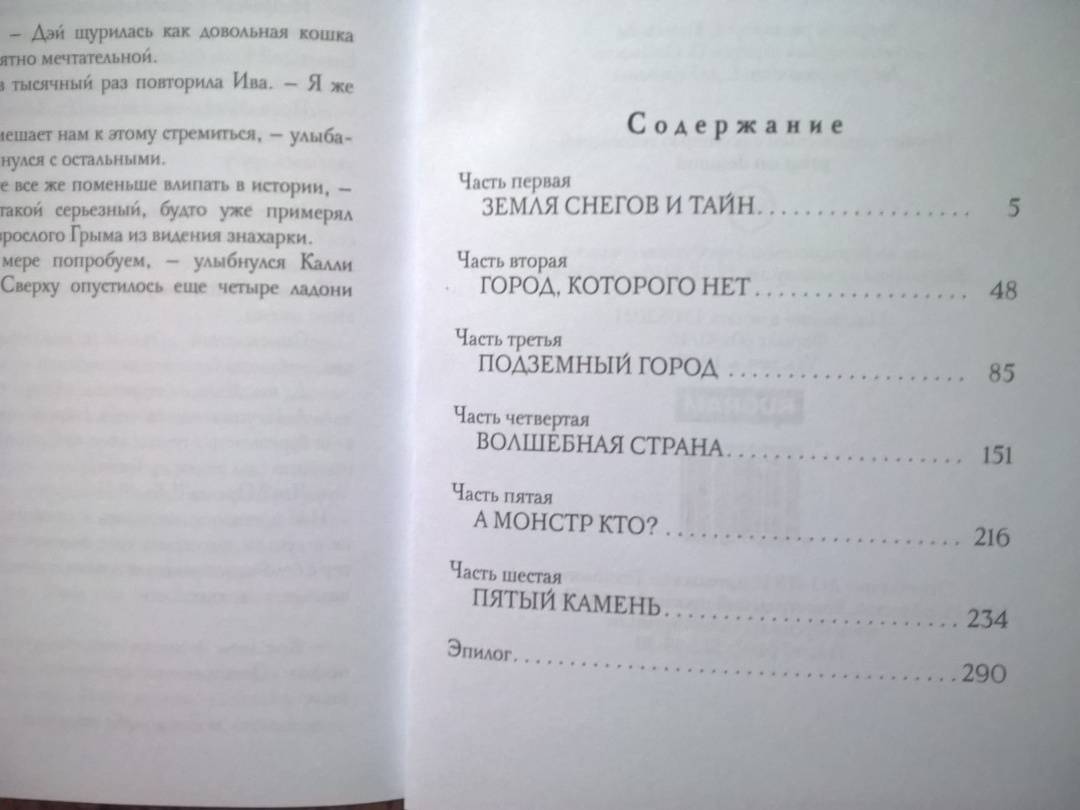 – Дэй щурилась как довольная кошка
ятно мечтательной.
в тысячный раз повторила Ива. – Я же
мешает нам к этому стремиться, – улыба-
нулся с остальными.
е все же поменьше влипать в истории, –
такой серьезный, будто уже примерял
зрослого Грыма из видения знахарки.
мере попробуем, – улыбнулся Калли
Сверху опустилось еще четыре ладони
Содержание
Часть первая
ЗЕМЛЯ СНЕГОВ И ТАЙН. . . . . . . . . . . . . . . . 5
Часть вторая
ГОРОД, КОТОРОГО НЕТ . . . . . . . . . . . . . . . . 48
Часть третья
ПОДЗЕМНЫЙ ГОРОД . . . . . . . . . . . . . . . . . . 85
Часть четвертая
ВОЛШЕБНАЯ СТРАНА. . . . . . . . . . . . . . . . . . 151
Часть пятая
А МОНСТР КТО? . . . . . . . . . . . . . . . . . . . . . . 216
Часть шестая
ПЯТЫЙ КАМЕНЬ. . . . . . . . . . . . . . . . . . . . . . 234
Эпилог. . . . . . . . . . . . . . . . . . . . . . . . . . . . . . . . . 290